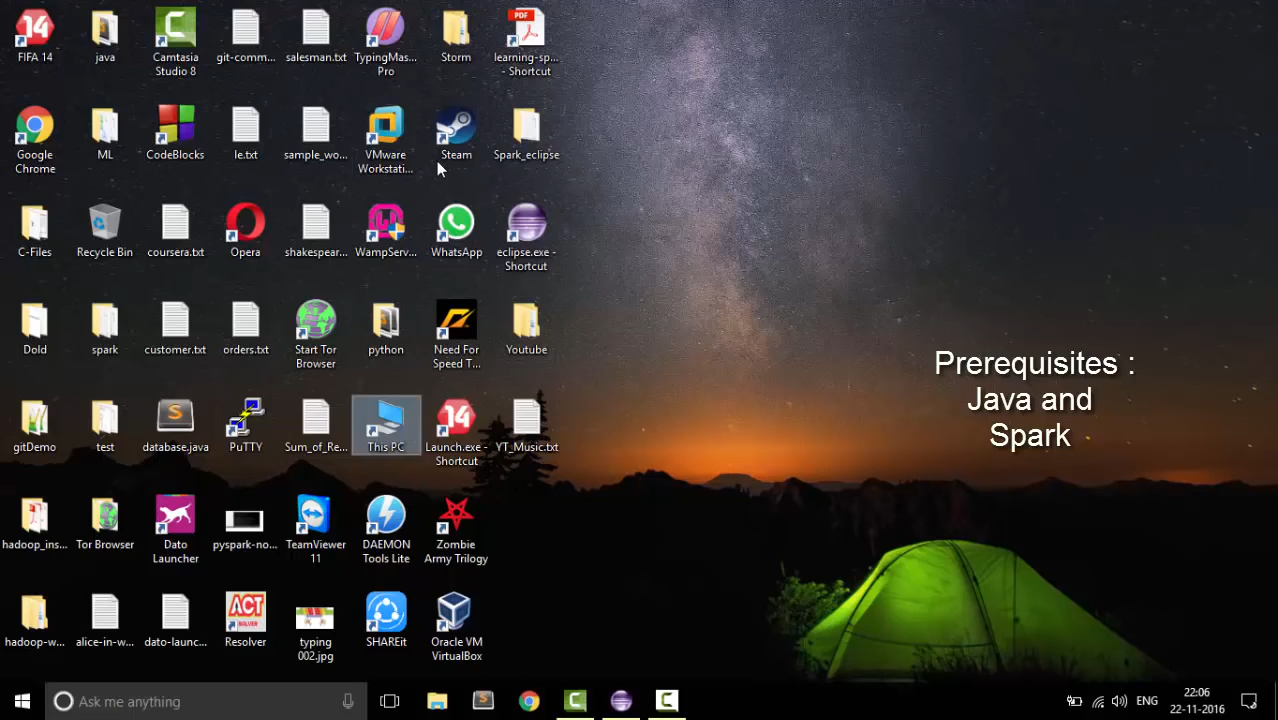 FIFA 14
java
Camtasia
Studio 8
git-comm...
salesman.txt
TypingMas...
Pro
Storm
learning-sp...
- Shortcut
Google
Chrome
ML
CodeBlocks
le.txt
sample_wo...
VMware
Workstati...
Steam
Spark_eclipse
C-Files
Recycle Bin
coursera.txt
Opera
shakespear...
WampServ...
WhatsApp
eclipse.exe -
Shortcut
Dold
spark
customer.txt
orders.txt
Start Tor
Browser
python
Need For
Speed T...
Youtube
Prerequisites :
Java and
Spark
gitDemo
test
database.java
PuTTY
Sum_of_Re...
This PC
Launch.exe -
Shortcut
YT_Music.txt
hadoop_ins...
Tor Browser
Dato
Launcher
pyspark-no...
TeamViewer
11
DAEMON
Tools Lite
Zombie
Army Trilogy
hadoop-w...
alice-in-w...
dato-launc...
Resolver
typing
002.jpg
SHAREit
Oracle VM
VirtualBox
Ask me anything
ENG
22:06
22-11-2016